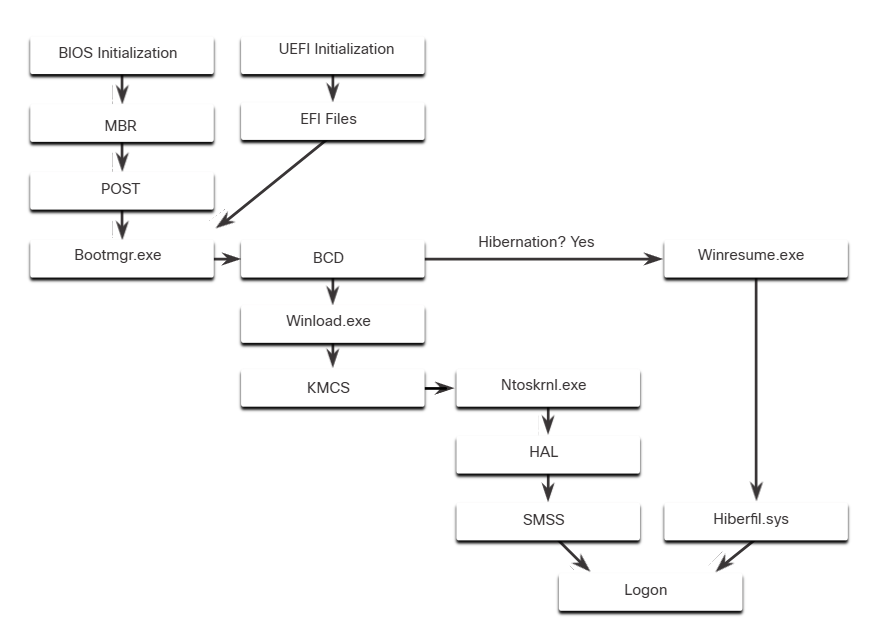 BIOS Initialization
UEFI Initialization
MBR
EFI Files
POST
Bootmgr.exe
BCD
Hibernation? Yes
Winresume.exe
Winload.exe
KMCS
Ntoskrnl.exe
HAL
SMSS
Hiberfil.sys
Logon